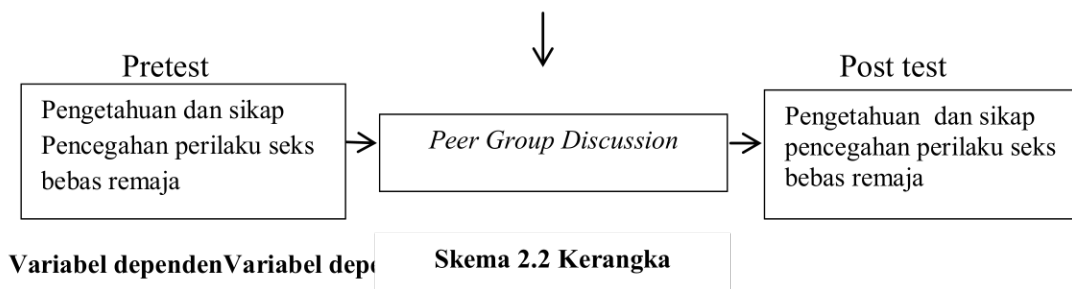 Pretest
Pengetahuan dan sikap
Pencegahan perilaku seks
bebas remaja
Peer Group Discussion
Post test
Pengetahuan dan sikap
pencegahan perilaku seks
bebas remaja
Variabel dependenVariabel
Skema 2.2 Kerangka